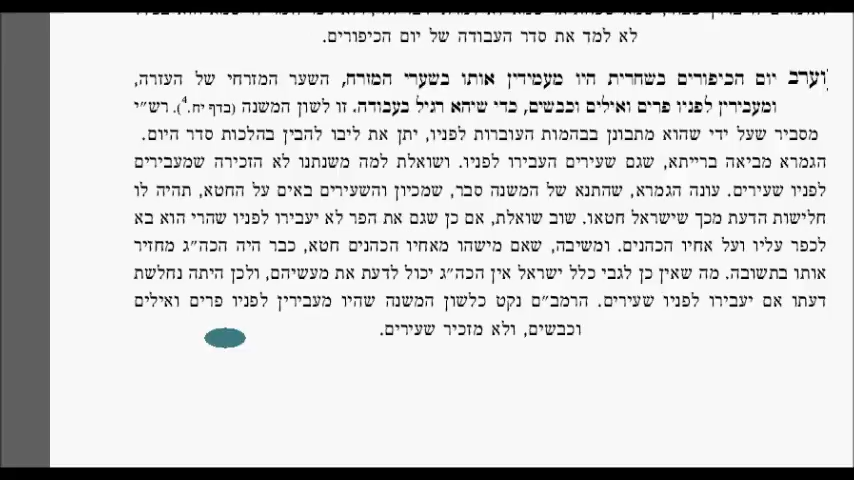 לא למד את סדר העבודה של יום הכיפורים.
וערב יום הכיפורים בשחרית היו מעמידין אותו בשערי המזרח, השער המזרחי של העזרה,
ומעבירין לפניו פרים ואילים וכבשים, כדי שיהא רגיל בעבודה. זו לשון המשנה (בדף יח.4). רש״י
מסביר שעל ידי שהוא מתבונן בבהמות העוברות לפניו, יתן את ליבו להבין בהלכות סדר היום.
הגמרא מביאה ברייתא, שגם שעירים העבירו לפניו. ושואלת למה משנתנו לא הזכירה שמעבירים
לפניו שעירים. עונה הגמרא, שהתנא של המשנה סבר, שמכיון והשעירים באים על החטא, תהיה לו
חלישות הדעת מכך שישראל חטאו. שוב שואלת, אם כן שגם את הפר לא יעבירו לפניו שהרי הוא בא
לכפר עליו ועל אחיו הכהנים. ומשיבה, שאם מישהו מאחיו הכהנים חטא, כבר היה הכה״ג מחזיר
אותו בתשובה. מה שאין כן לגבי כלל ישראל אין הכה״ג יכול לדעת את מעשיהם, ולכן היתה נחלשת
דעתו אם יעבירו לפניו שעירים. הרמב״ם נקט כלשון המשנה שהיו מעבירין לפניו פרים ואילים
וכבשים, ולא מזכיר שעירים.